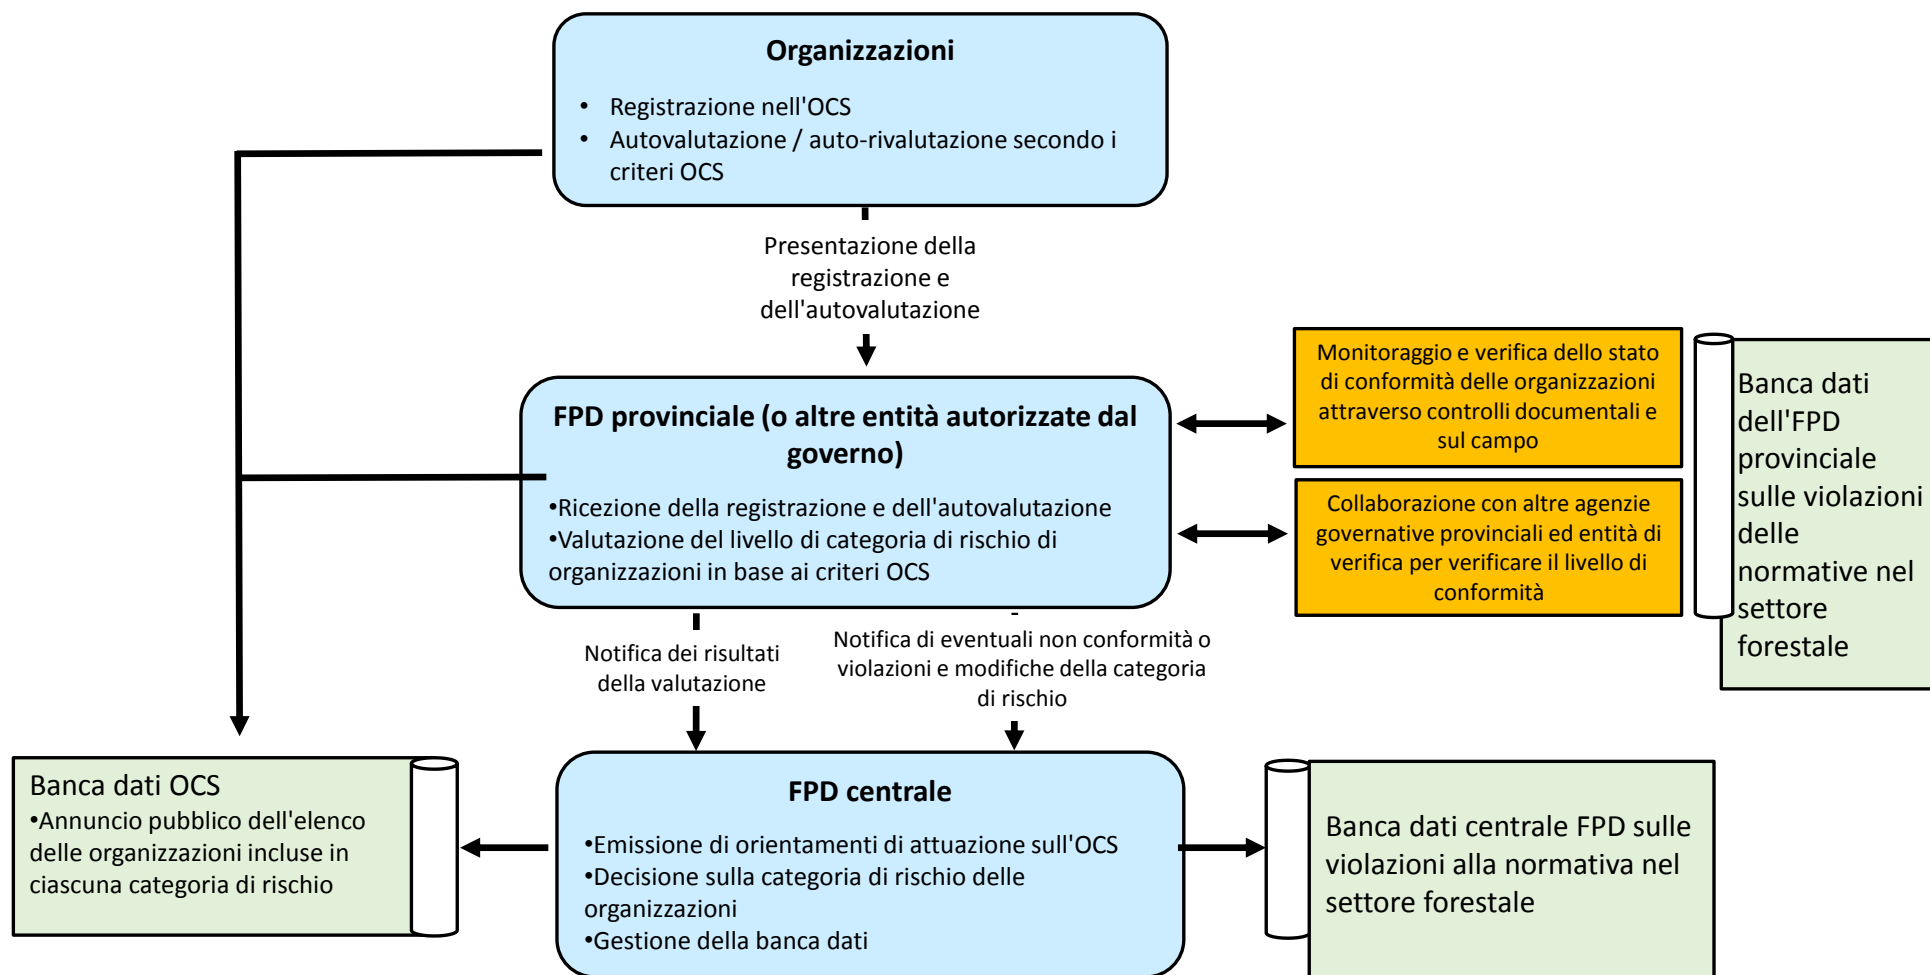 Organizzazioni
• Registrazione nell'OCS
• Autovalutazione / auto-rivalutazione secondo i
criteri OCS
Presentazione della
registrazione e
dell'autovalutazione
FPD provinciale (o altre entità autorizzate dal
governo)
•Ricezione della registrazione e dell'autovalutazione
•Valutazione del livello di categoria di rischio di
organizzazioni in base ai criteri OCS
Monitoraggio e verifica dello stato
di conformità delle organizzazioni
attraverso controlli documentali e
sul campo
Collaborazione con altre agenzie
governative provinciali ed entità di
verifica per verificare il livello di
conformità
Banca dati
dell'FPD
provinciale
sulle violazioni
delle
normative nel
settore
forestale
Notifica dei risultati
della valutazione
Notifica di eventuali non conformità o
violazioni e modifiche della categoria
di rischio
Banca dati OCS
•Annuncio pubblico dell'elenco
delle organizzazioni incluse in
ciascuna categoria di rischio
FPD centrale
•Emissione di orientamenti di attuazione sull'OCS
•Decisione sulla categoria di rischio delle
organizzazioni
•Gestione della banca dati
Banca dati centrale FPD sulle
violazioni alla normativa nel
settore forestale